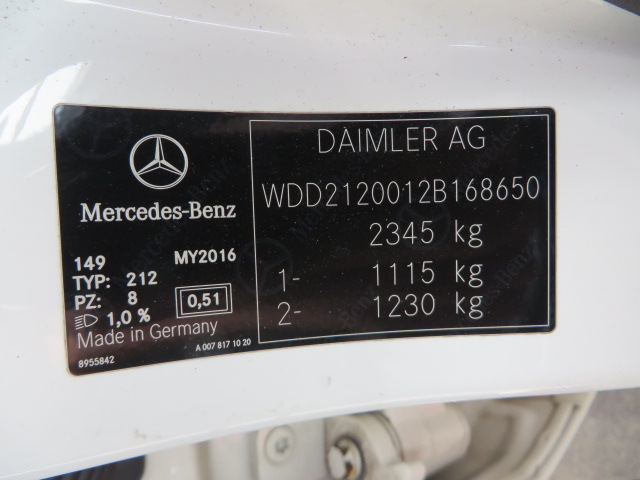 Mercedes-Benz
149 MY2016
TYP: 212
PZ: 8 0,51
1,0 %
Made in Germany
8955842 A 007 817 10 20
DAIMLER AG
WDD2120012B168650
2345 kg
1- 1115 kg
2- 1230 kg